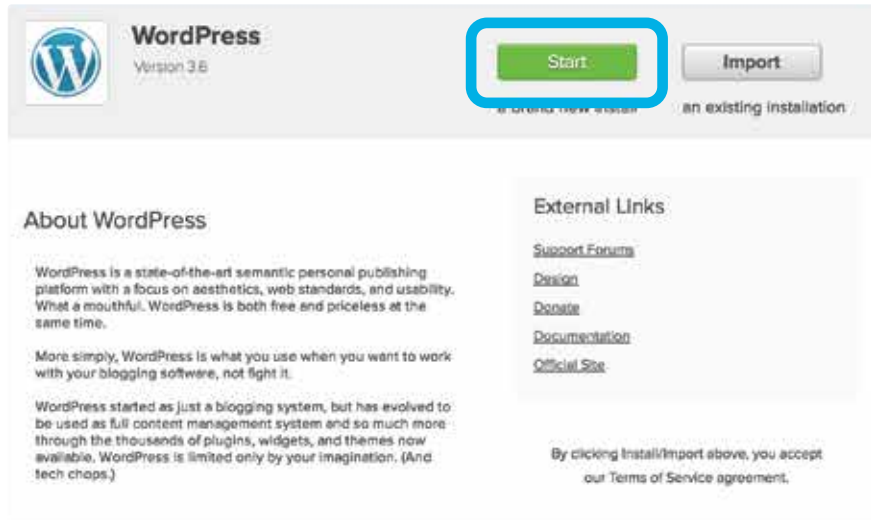 WordPress
Version 3.6
Start
Import
a brand new install
an existing installation
About WordPress
WordPress is a state-of-the-art semantic personal publishing
platform with a focus on aesthetics, web standards, and usability.
What a mouthful. WordPress is both free and priceless at the
same time.
More simply, WordPress is what you use when you want to work
with your blogging software, not fight it.
WordPress started as just a blogging system, but has evolved to
be used as full content management system and so much more
through the thousands of plugins, widgets, and themes now
available. WordPress is limited only by your imagination. (And
tech chops.)
External Links
Support Forums
Design
Donate
Documentation
Official Site
By clicking Install/Import above, you accept
our Terms of Service agreement.